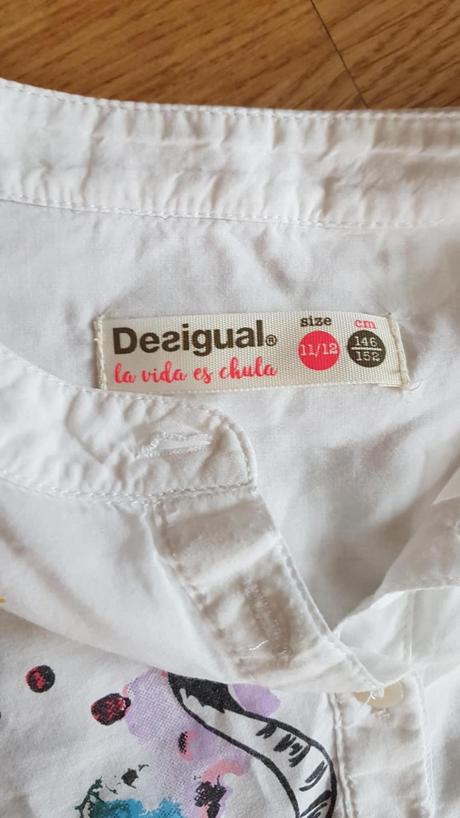 Desigual®
la vida es chula
size
11/12
cm
146
152